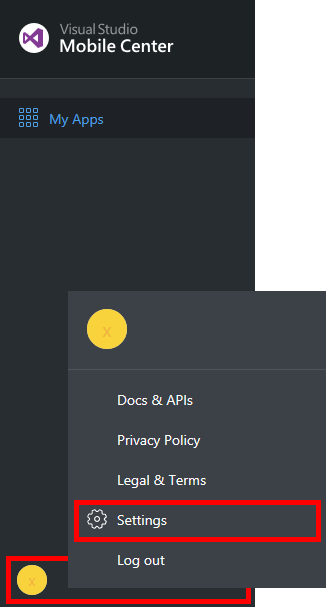 Visual Studio
Mobile Center
My Apps
x
Docs & APIs
Privacy Policy
Legal & Terms
Settings
Log out
x